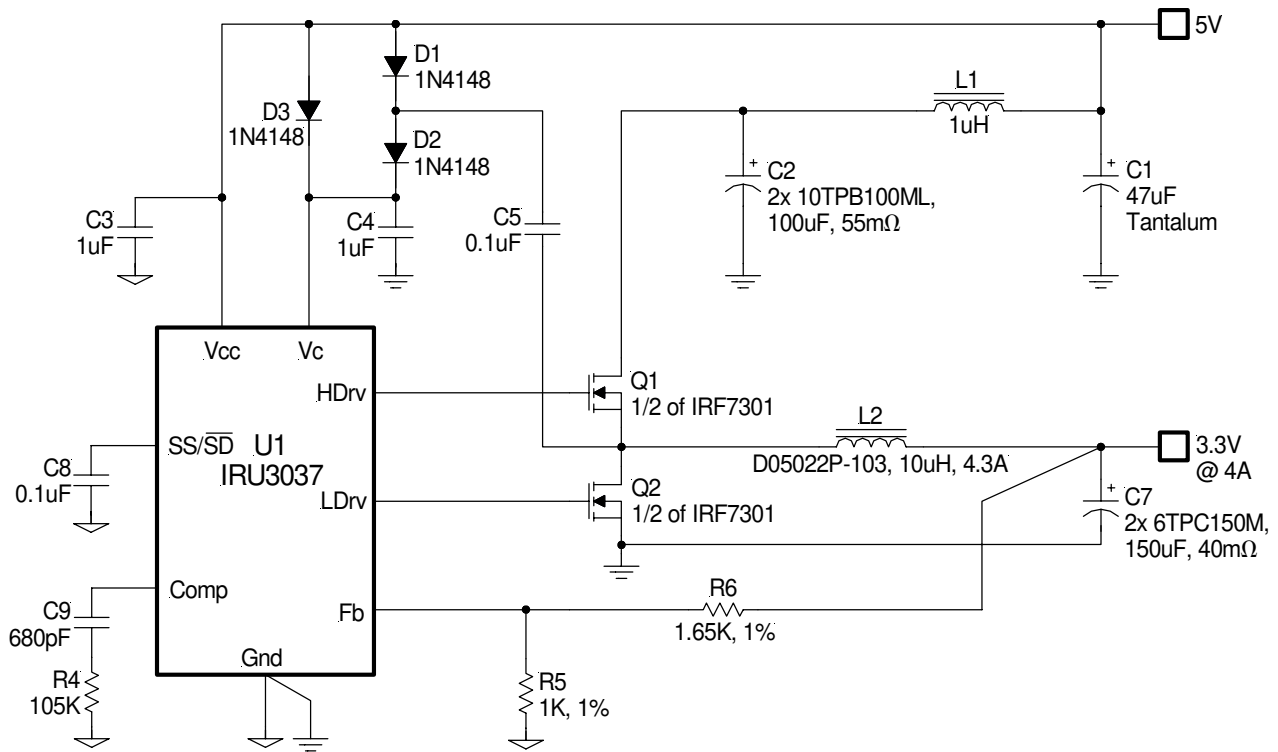 5V
D1
1N4148
L1
1uH
D3
1N4148
D2
1N4148
+
C2
2x 10TPB100ML,
100uF, 55mΩ
+
C1
47uF
Tantalum
C3
1uF
C4
1uF
C5
0.1uF
Vcc
Vc
HDrv
Q1
1/2 of IRF7301
L2
D05022P-103, 10uH, 4.3A
3.3V
@ 4A
SS/SD
U1
IRU3037
C8
0.1uF
LDrv
Q2
1/2 of IRF7301
+
C7
2x 6TPC150M,
150uF, 40mΩ
Comp
C9
680pF
Fb
R6
1.65K, 1%
Gnd
R4
105K
R5
1K, 1%